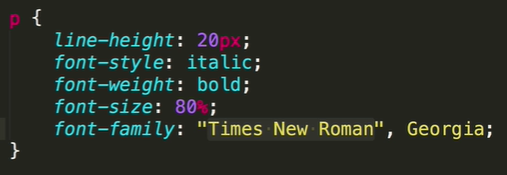 p {
    line-height: 20px;
    font-style: italic;
    font-weight: bold;
    font-size: 80%;
    font-family: "Times New Roman", Georgia;
}